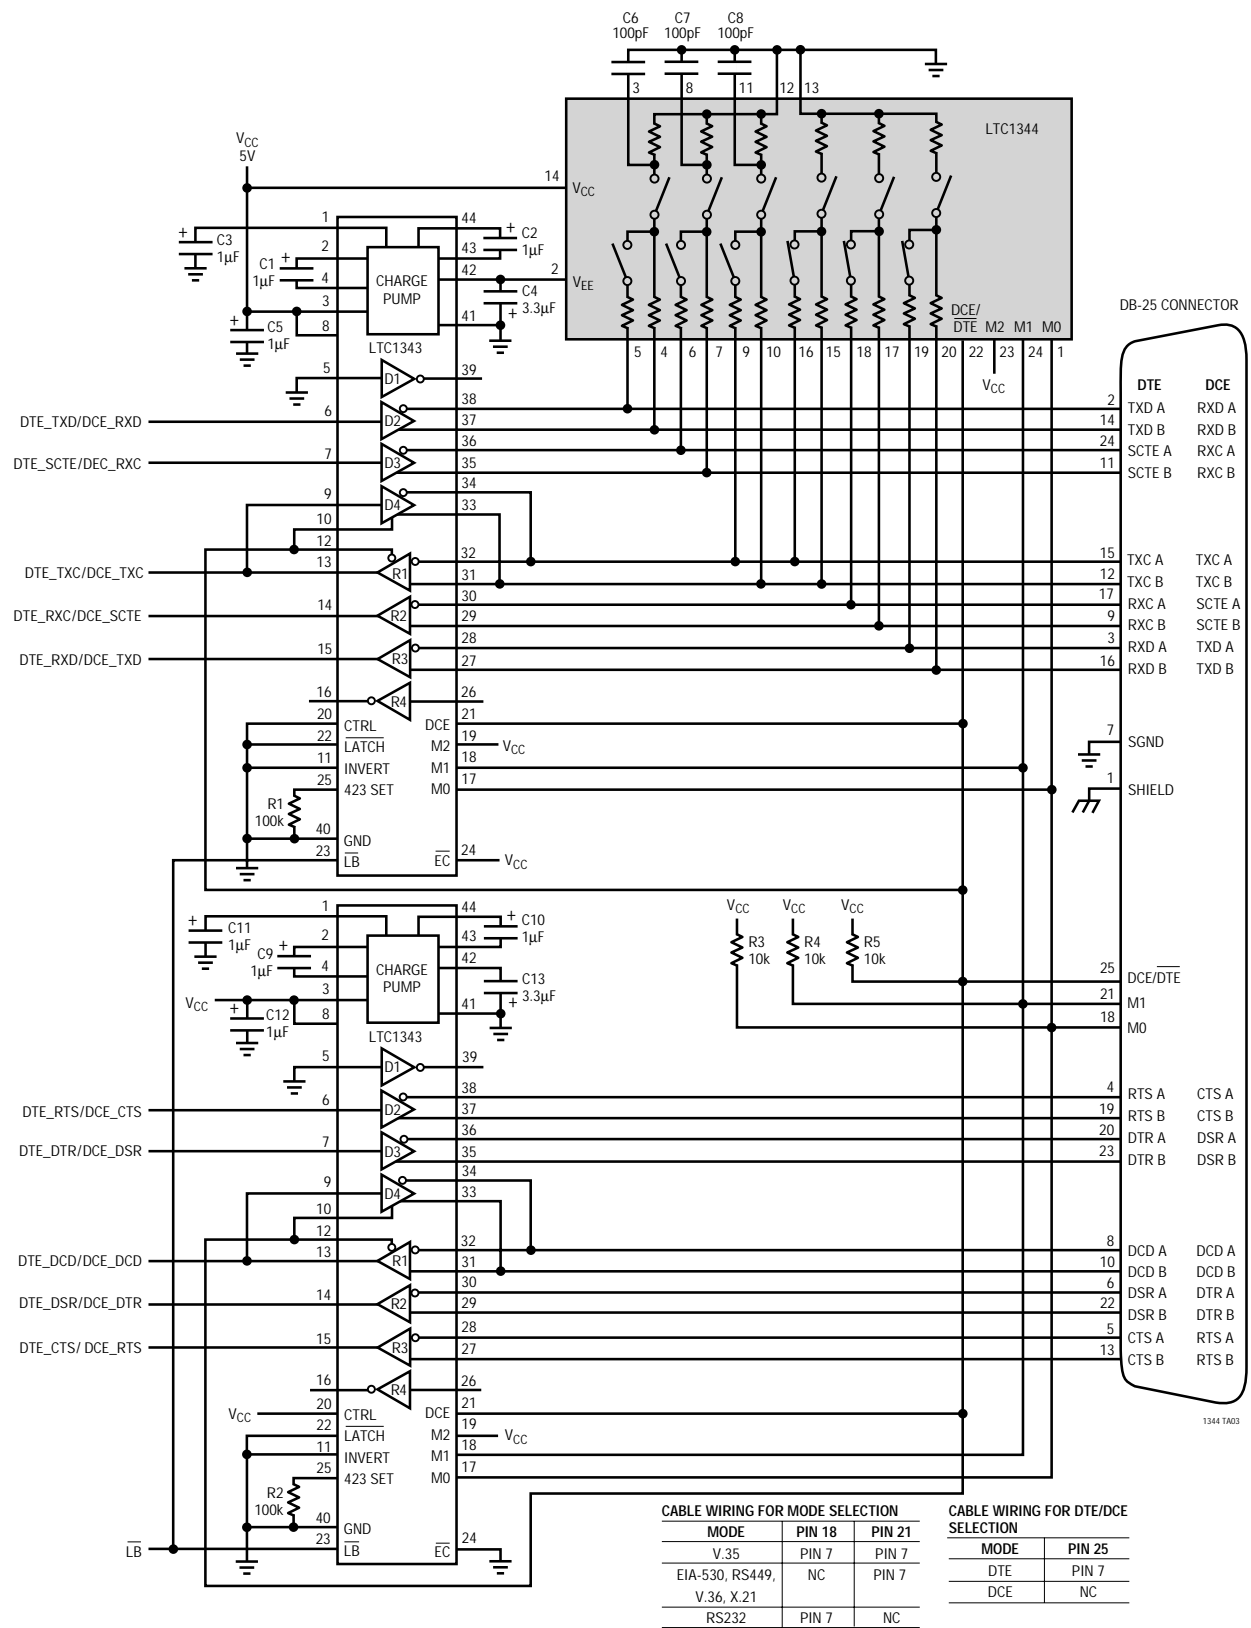 C6 C7 C8
100pF 100pF 100pF
3 8 11 12 13
LTC1344
VCC
5V
14 VCC
1 44
+ C3 1µF
2 43
C1 + 1µF
+ C2 1µF
4 42
CHARGE PUMP
2 VEE
C4 3.3µF +
3
8 41
+ C5 1µF
LTC1343
DCE/DTE M2 M1 M0
5 4 6 7 9 10 16 15 18 17 19 20 22 23 24 1
VCC
DB-25 CONNECTOR
DTE DCE
5 D1 39
DTE_TXD/DCE_RXD 6 D2 38 2 TXD A RXD A
37 14 TXD B RXD B
DTE_SCTE/DEC_RXC 7 D3 36 24 SCTE A RXC A
35 11 SCTE B RXC B
9 D4 34
10 33
12
DTE_TXC/DCE_TXC 13 R1 32 15 TXC A TXC A
31 12 TXC B TXC B
DTE_RXC/DCE_SCTE 14 R2 30 17 RXC A SCTE A
29 9 RXC B SCTE B
DTE_RXD/DCE_TXD 15 R3 28 3 RXD A TXD A
27 16 RXD B TXD B
16 R4 26
20 CTRL DCE 21
22 LATCH M2 19 VCC
11 INVERT M1 18
25 423 SET M0 17
R1 100k
40 GND
23 LB EC 24 VCC
7 SGND
1 SHIELD
1 44
+ C11 1µF
2 43
C9 + 1µF
+ C10 1µF
4 42
CHARGE PUMP
C13 3.3µF +
VCC 3
8 41
+ C12 1µF
LTC1343
VCC VCC VCC
R3 10k R4 10k R5 10k
25 DCE/DTE
21 M1
18 M0
5 D1 39
DTE_RTS/DCE_CTS 6 D2 38 4 RTS A CTS A
37 19 RTS B CTS B
DTE_DTR/DCE_DSR 7 D3 36 20 DTR A DSR A
35 23 DTR B DSR B
9 D4 34
10 33
12
DTE_DCD/DCE_DCD 13 R1 32 8 DCD A DCD A
31 10 DCD B DCD B
DTE_DSR/DCE_DTR 14 R2 30 6 DSR A DTR A
29 22 DSR B DTR B
DTE_CTS/ DCE_RTS 15 R3 28 5 CTS A RTS A
27 13 CTS B RTS B
16 R4 26
VCC 20 CTRL DCE 21
22 LATCH M2 19 VCC
11 INVERT M1 18
25 423 SET M0 17
R2 100k
40 GND
LB 23 LB EC 24
1344 TA03
CABLE WIRING FOR MODE SELECTION
MODE PIN 18 PIN 21
V.35 PIN 7 PIN 7
EIA-530, RS449, NC PIN 7
V.36, X.21
RS232 PIN 7 NC
CABLE WIRING FOR DTE/DCE
SELECTION
MODE PIN 25
DTE PIN 7
DCE NC